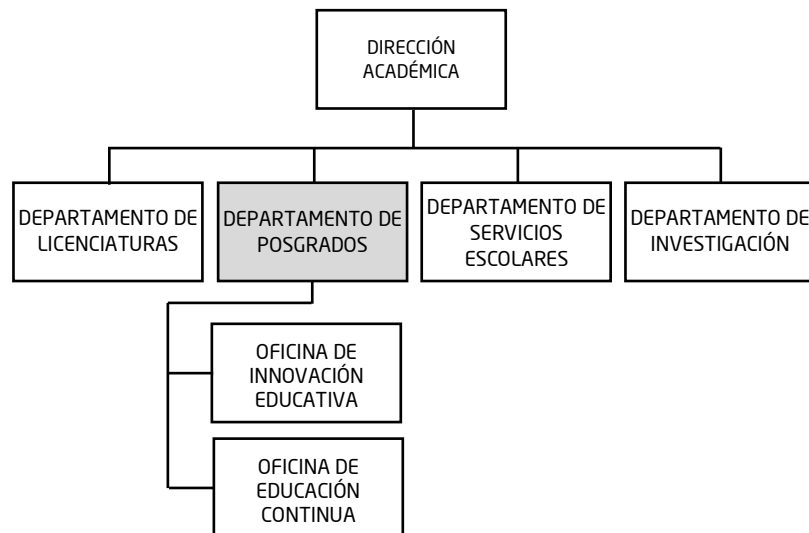 DIRECCIÓN
ACADÉMICA
DEPARTAMENTO DE
LICENCIATURAS
DEPARTAMENTO DE
POSGRADOS
DEPARTAMENTO DE
SERVICIOS
ESCOLARES
DEPARTAMENTO DE
INVESTIGACIÓN
OFICINA DE
INNOVACIÓN
EDUCATIVA
OFICINA DE
EDUCACIÓN
CONTINUA